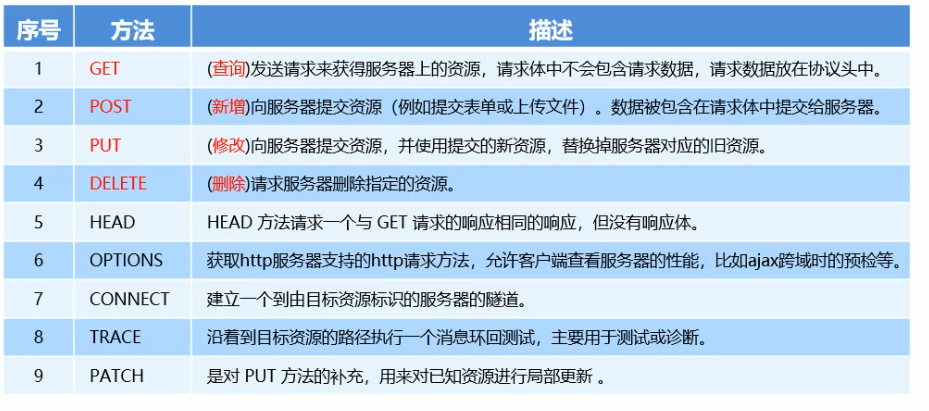 序号 方法 描述
1 GET (查询)发送请求来获得服务器上的资源，请求体中不会包含请求数据，请求数据放在协议头中。
2 POST (新增)向服务器提交资源（例如提交表单或上传文件）。数据被包含在请求体中提交给服务器。
3 PUT (修改)向服务器提交资源，并使用提交的新资源，替换掉服务器对应的旧资源。
4 DELETE (删除)请求服务器删除指定的资源。
5 HEAD HEAD 方法请求一个与 GET 请求的响应相同的响应，但没有响应体。
6 OPTIONS 获取http服务器支持的http请求方法，允许客户端查看服务器的性能，比如ajax跨域时的预检等。
7 CONNECT 建立一个到由目标资源标识的服务器的隧道。
8 TRACE 沿着到目标资源的路径执行一个消息环回测试，主要用于测试或诊断。
9 PATCH 是对 PUT 方法的补充，用来对已知资源进行局部更新 。